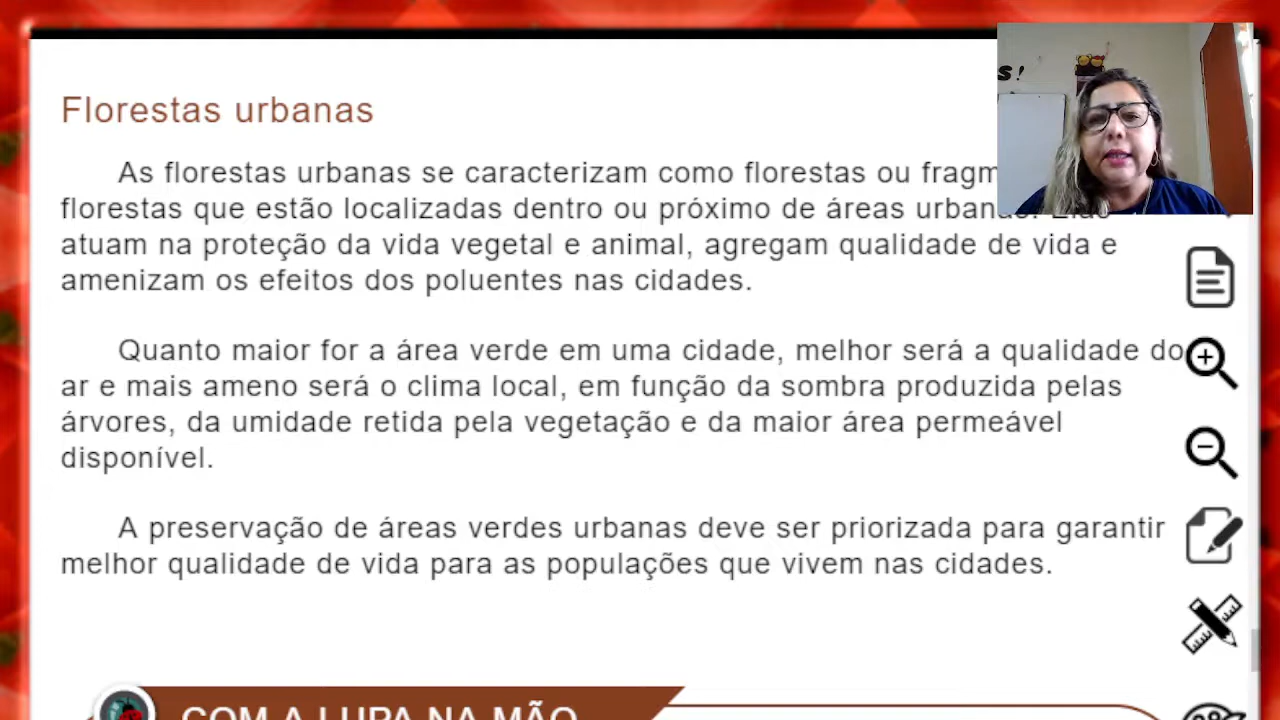 s!
Florestas urbanas
As florestas urbanas se caracterizam como florestas ou
florestas que estão localizadas dentro ou próximo de áreas
atuam na proteção da vida vegetal e animal, agregam qualidade de vida e
amenizam os efeitos dos poluentes nas cidades.
Quanto maior for a área verde em uma cidade, melhor será a qualidade do
ar e mais ameno será o clima local, em função da sombra produzida pelas
árvores, da umidade retida pela vegetação e da maior área permeável
disponível.
A preservação de áreas verdes urbanas deve ser priorizada para garantir
melhor qualidade de vida para as populações que vivem nas cidades.
COM A LUPA NA MÃO